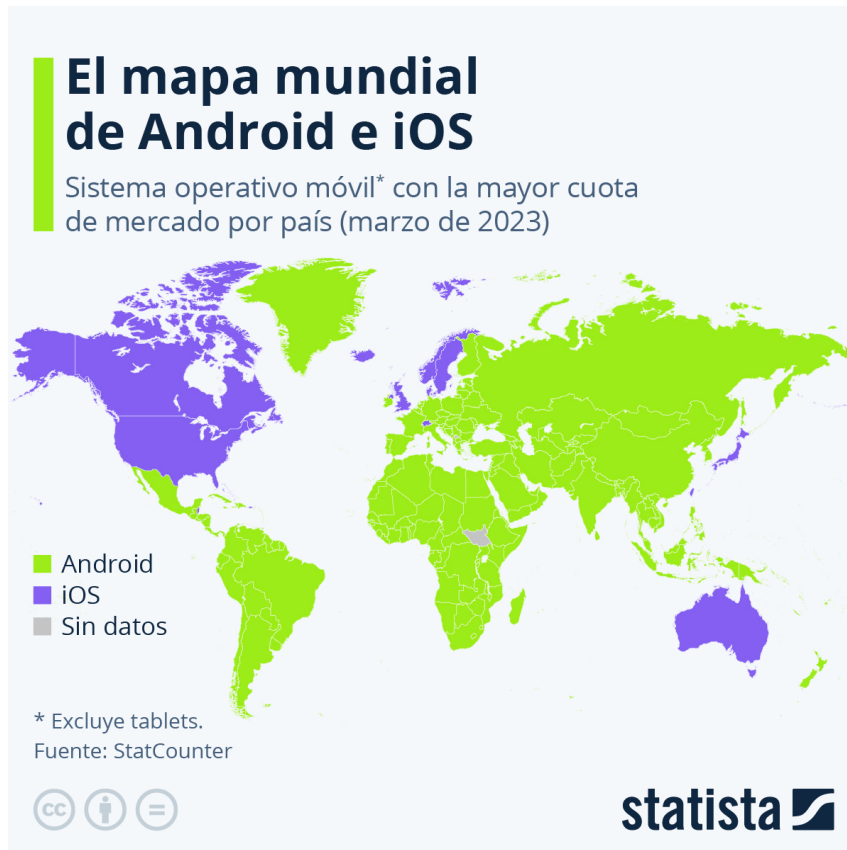 El mapa mundial
de Android e iOS
Sistema operativo móvil* con la mayor cuota
de mercado por país (marzo de 2023)
Android
iOS
Sin datos
* Excluye tablets.
Fuente: StatCounter
cc
statista